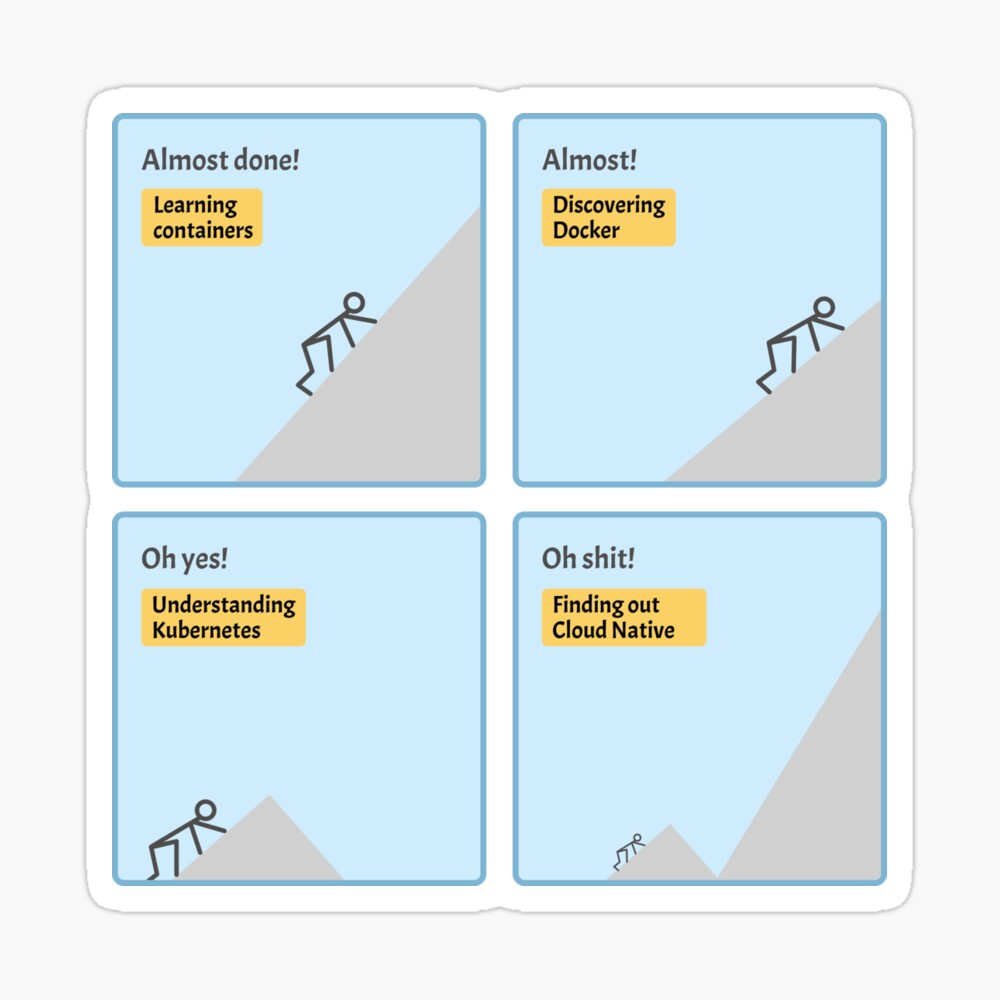 Almost done!
Learning
containers
Almost!
Discovering
Docker
Oh yes!
Understanding
Kubernetes
Oh shit!
Finding out
Cloud Native